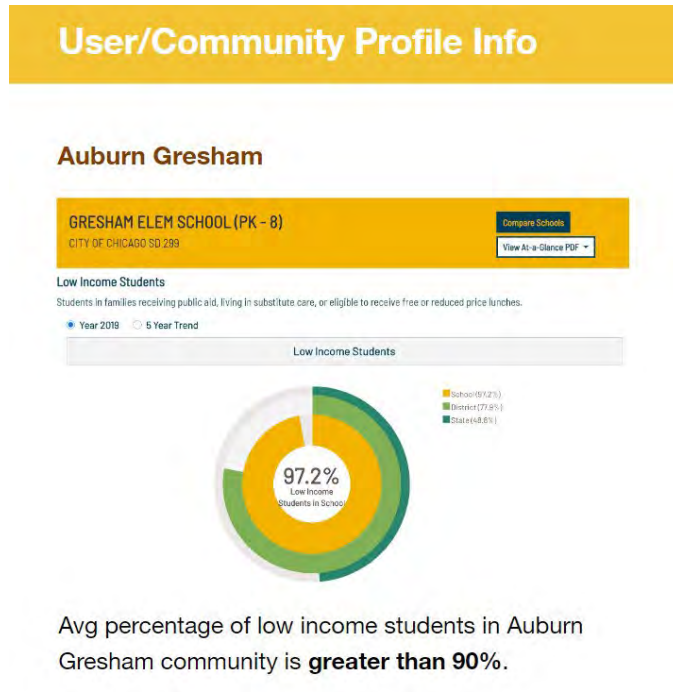 User/Community Profile Info
Auburn Gresham
GRESHAM ELEM SCHOOL (PK - 8)
CITY OF CHICAGO SD 299
Compare Schools
View At-a-Glance PDF
Low Income Students
Students in families receiving public aid, living in substitute care, or eligible to receive free or reduced price lunches.
Year 2019 5 Year Trend
Low Income Students
School (97.2%)
District (77.9%)
State (48.8%)
97.2%
Low Income
Students in School
Avg percentage of low income students in Auburn
Gresham community is greater than 90%.